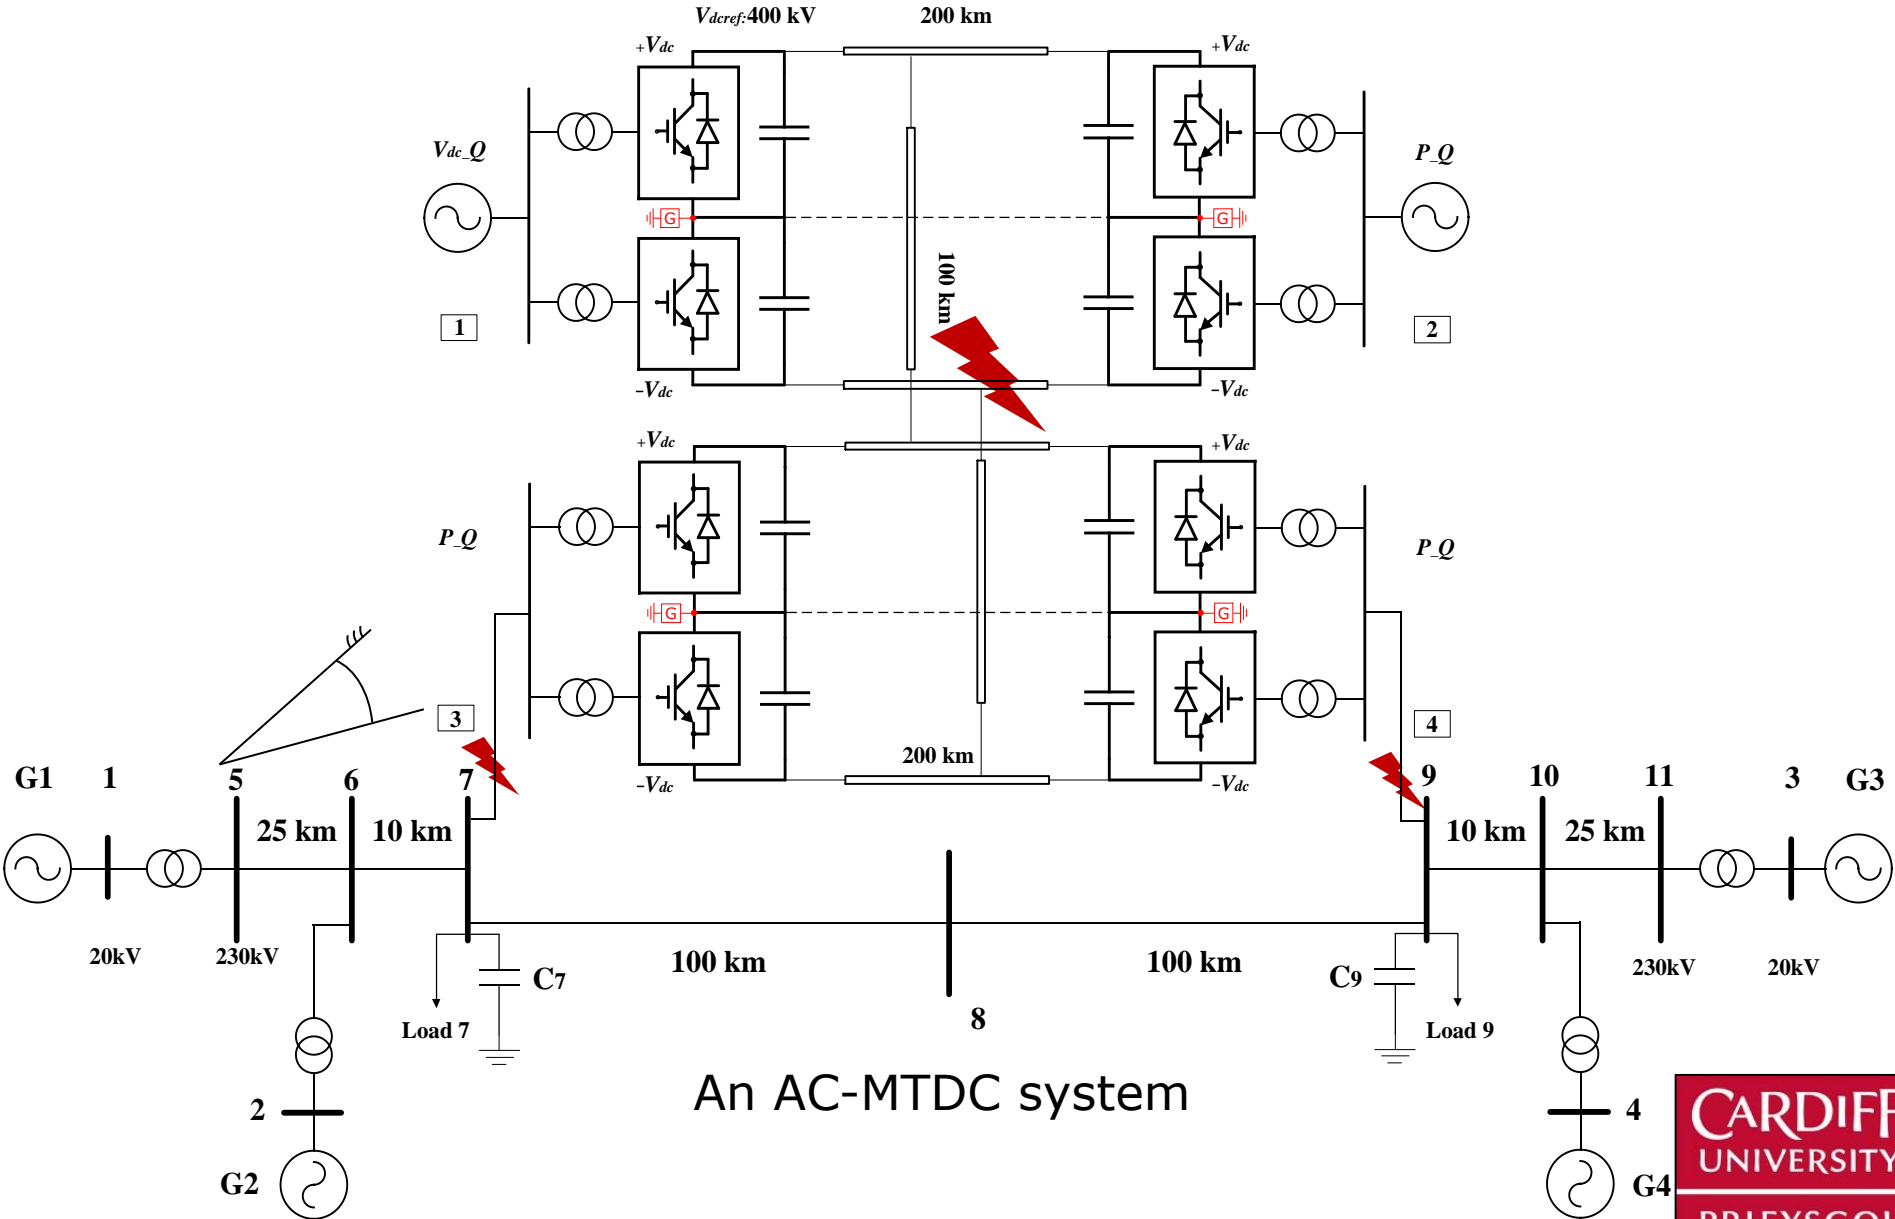 Vdcref:400 kV
200 km
+Vdc
+Vdc
Vdc_Q
P_Q
G
G
100 km
1
2
−Vdc
−Vdc
+Vdc
+Vdc
P_Q
P_Q
G
G
3
4
200 km
−Vdc
−Vdc
G1
1
5
6
7
9
10
11
3
G3
25 km
10 km
10 km
25 km
20kV
230kV
100 km
100 km
230kV
20kV
C7
C9
Load 7
8
Load 9
An AC-MTDC system
2
4
G2
G4
CARDIFF
UNIVERSITY